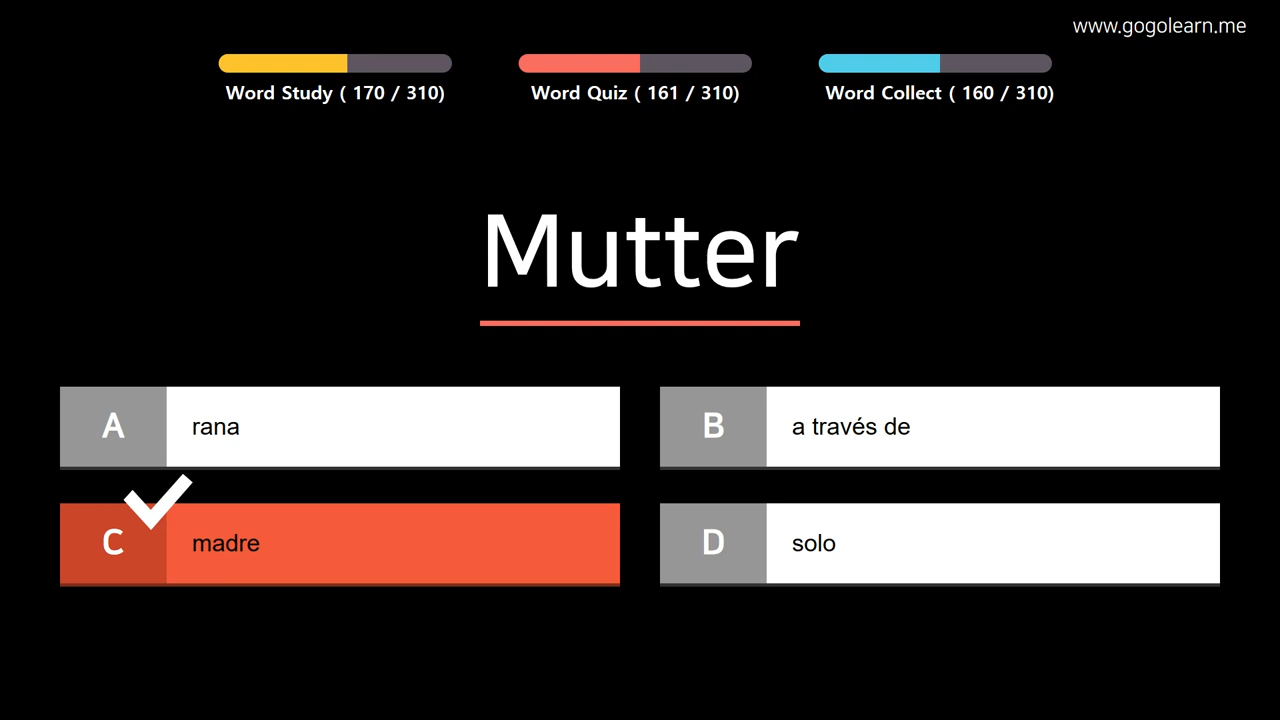 www.gogolearn.me
Word Study ( 170 / 310)
Word Quiz ( 161 / 310)
Word Collect ( 160 / 310)
Mutter
A
rana
B
a través de
C
madre
D
solo